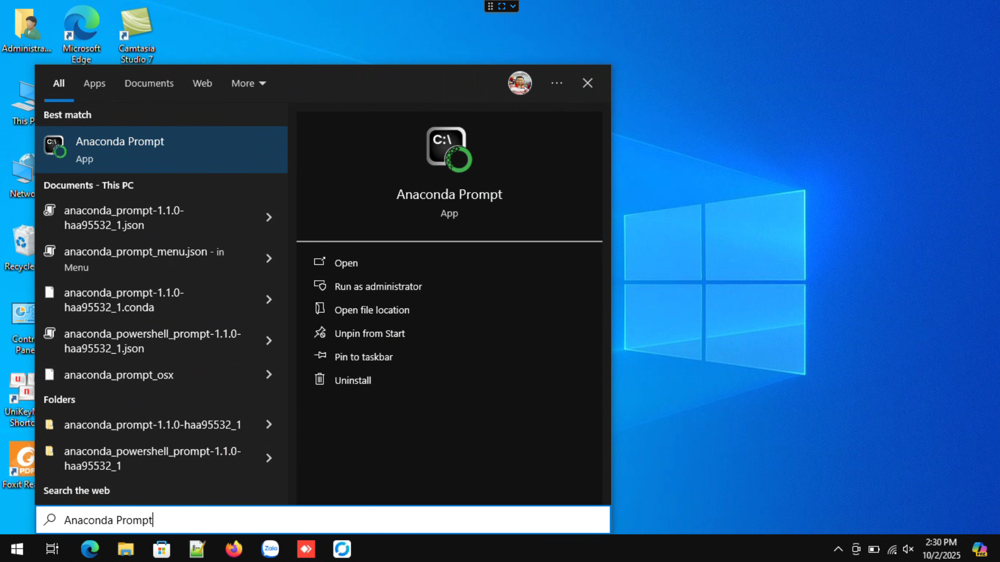 Administra...
Microsoft
Edge
Camtasia
Studio 7
All
Apps
Documents
Web
More
Best match
Anaconda Prompt
App
Documents - This PC
anaconda_prompt-1.1.0-
haa95532_1.json
anaconda_prompt_menu.json - in
Menu
anaconda_prompt-1.1.0-
haa95532_1.conda
anaconda_powershell_prompt-1.1.0-
haa95532_1.json
anaconda_prompt_osx
Folders
anaconda_prompt-1.1.0-haa95532_1
anaconda_powershell_prompt-1.1.0-
haa95532_1
Search the web
Anaconda Prompt
C:\
Anaconda Prompt
App
Open
Run as administrator
Open file location
Unpin from Start
Pin to taskbar
Uninstall
This P
Netwo
Recycle
Contr
Pane
u
n
UniKeyN
Shortc
PDF
Foxit Re
Zalo
2:30 PM
10/2/2025
PRE